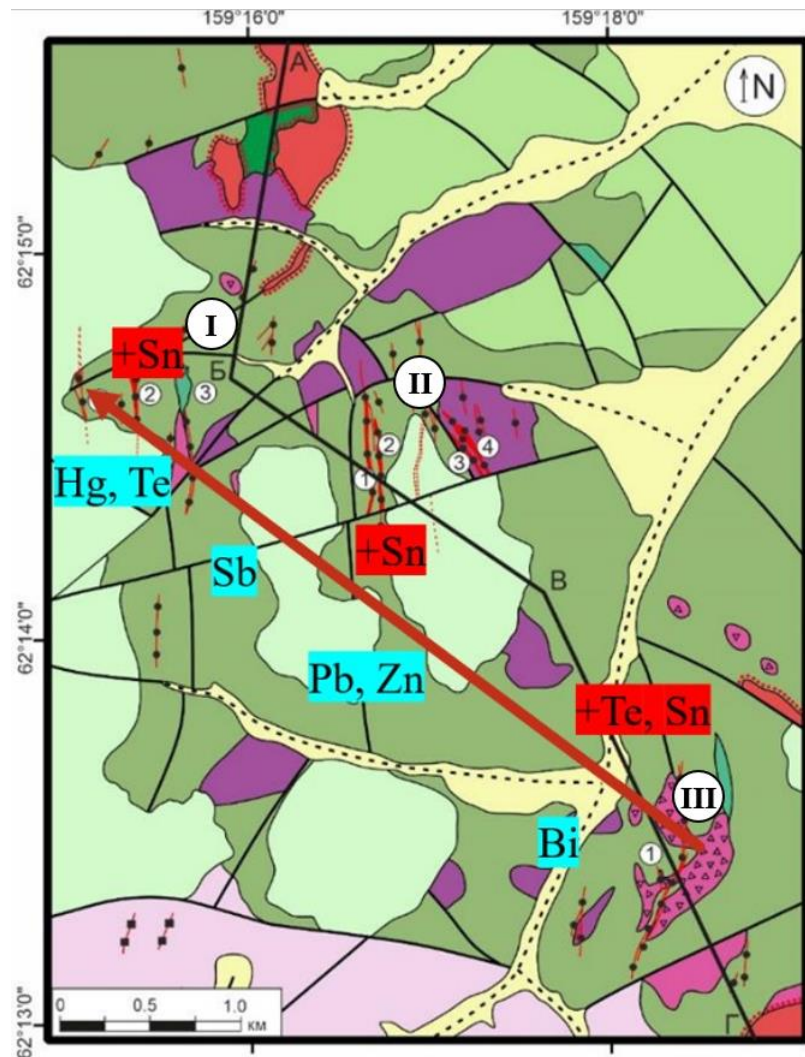 159°16'0"
159°18'0"
А
N
62°15'0"
I
+Sn
Б
II
2
3
2
4
1
3
Hg, Te
+Sn
Sb
В
62°14'0"
Pb, Zn
+Te, Sn
III
Bi
1
0 0.5 1.0
км
Г
62°13'0"